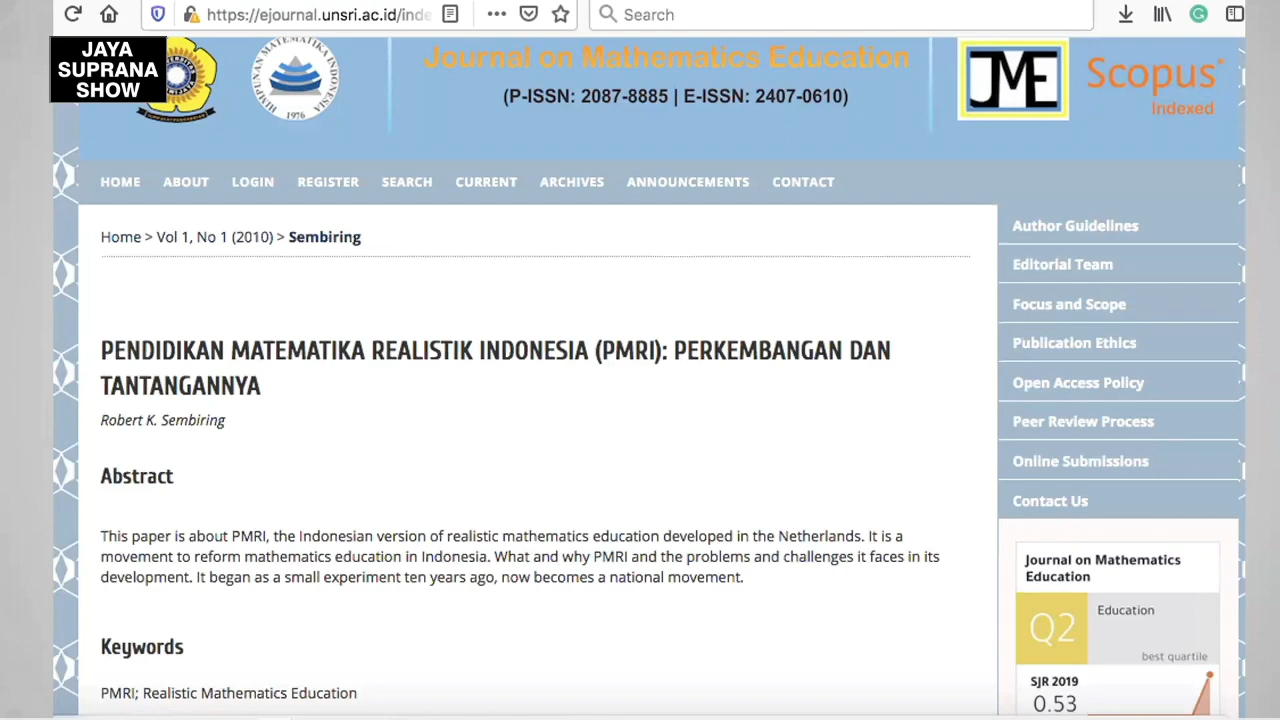 https://ejournal.unsri.ac.id/inde
Search
JAYA
SUPRANA
SHOW
HIMPUNAN MATEMATIKA INDONESIA
1976
Journal on Mathematics Education
(P-ISSN: 2087-8885 | E-ISSN: 2407-0610)
JME
Scopus
Indexed
HOME ABOUT LOGIN REGISTER SEARCH CURRENT ARCHIVES ANNOUNCEMENTS CONTACT
Home > Vol 1, No 1 (2010) > Sembiring
PENDIDIKAN MATEMATIKA REALISTIK INDONESIA (PMRI): PERKEMBANGAN DAN
TANTANGANNYA
Robert K. Sembiring
Abstract
This paper is about PMRI, the Indonesian version of realistic mathematics education developed in the Netherlands. It is a
movement to reform mathematics education in Indonesia. What and why PMRI and the problems and challenges it faces in its
development. It began as a small experiment ten years ago, now becomes a national movement.
Keywords
PMRI; Realistic Mathematics Education
Author Guidelines
Editorial Team
Focus and Scope
Publication Ethics
Open Access Policy
Peer Review Process
Online Submissions
Contact Us
Journal on Mathematics
Education
Q2
Education
best quartile
SJR 2019
0.53